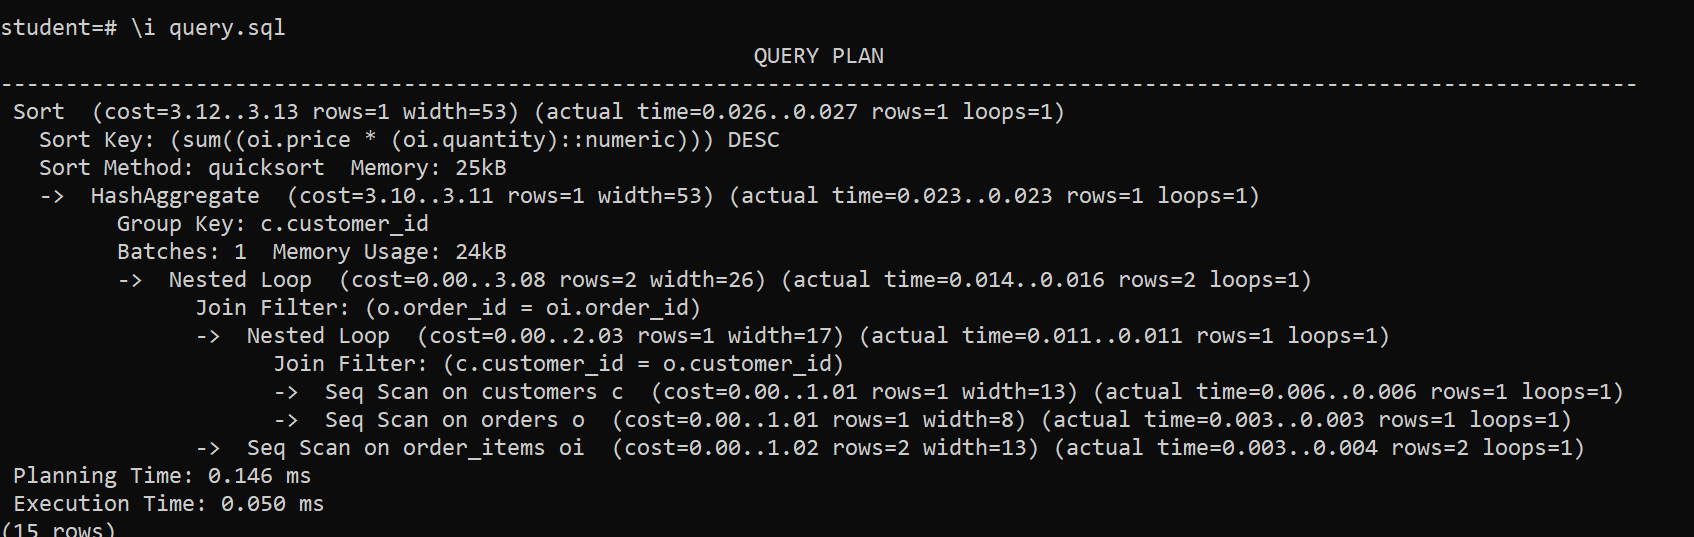 student=# \i query.sql
QUERY PLAN
------------------------------------------------------------------------------------------------------------------------------
Sort  (cost=3.12..3.13 rows=1 width=53) (actual time=0.026..0.027 rows=1 loops=1)
  Sort Key: (sum((oi.price * (oi.quantity)::numeric))) DESC
  Sort Method: quicksort  Memory: 25kB
  ->  HashAggregate  (cost=3.10..3.11 rows=1 width=53) (actual time=0.023..0.023 rows=1 loops=1)
        Group Key: c.customer_id
        Batches: 1  Memory Usage: 24kB
        ->  Nested Loop  (cost=0.00..3.08 rows=2 width=26) (actual time=0.014..0.016 rows=2 loops=1)
              Join Filter: (o.order_id = oi.order_id)
              ->  Nested Loop  (cost=0.00..2.03 rows=1 width=17) (actual time=0.011..0.011 rows=1 loops=1)
                    Join Filter: (c.customer_id = o.customer_id)
                    ->  Seq Scan on customers c  (cost=0.00..1.01 rows=1 width=13) (actual time=0.006..0.006 rows=1 loops=1)
                    ->  Seq Scan on orders o  (cost=0.00..1.01 rows=1 width=8) (actual time=0.003..0.003 rows=1 loops=1)
              ->  Seq Scan on order_items oi  (cost=0.00..1.02 rows=2 width=13) (actual time=0.003..0.004 rows=2 loops=1)
Planning Time: 0.146 ms
Execution Time: 0.050 ms
(15 rows)